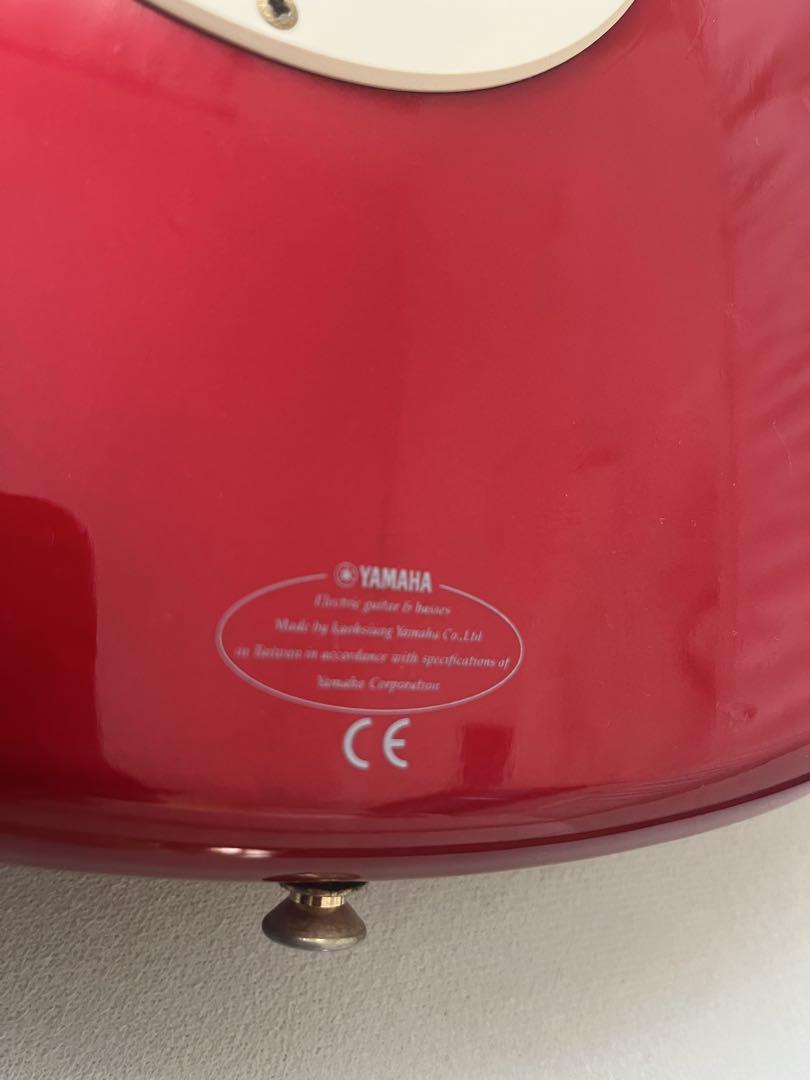 YAMAHA
Electric guitar & basses
Made by Kaohsiung Yamaha Co.,Ltd
in Taiwan in accordance with specifications of
Yamaha Corporation
CE